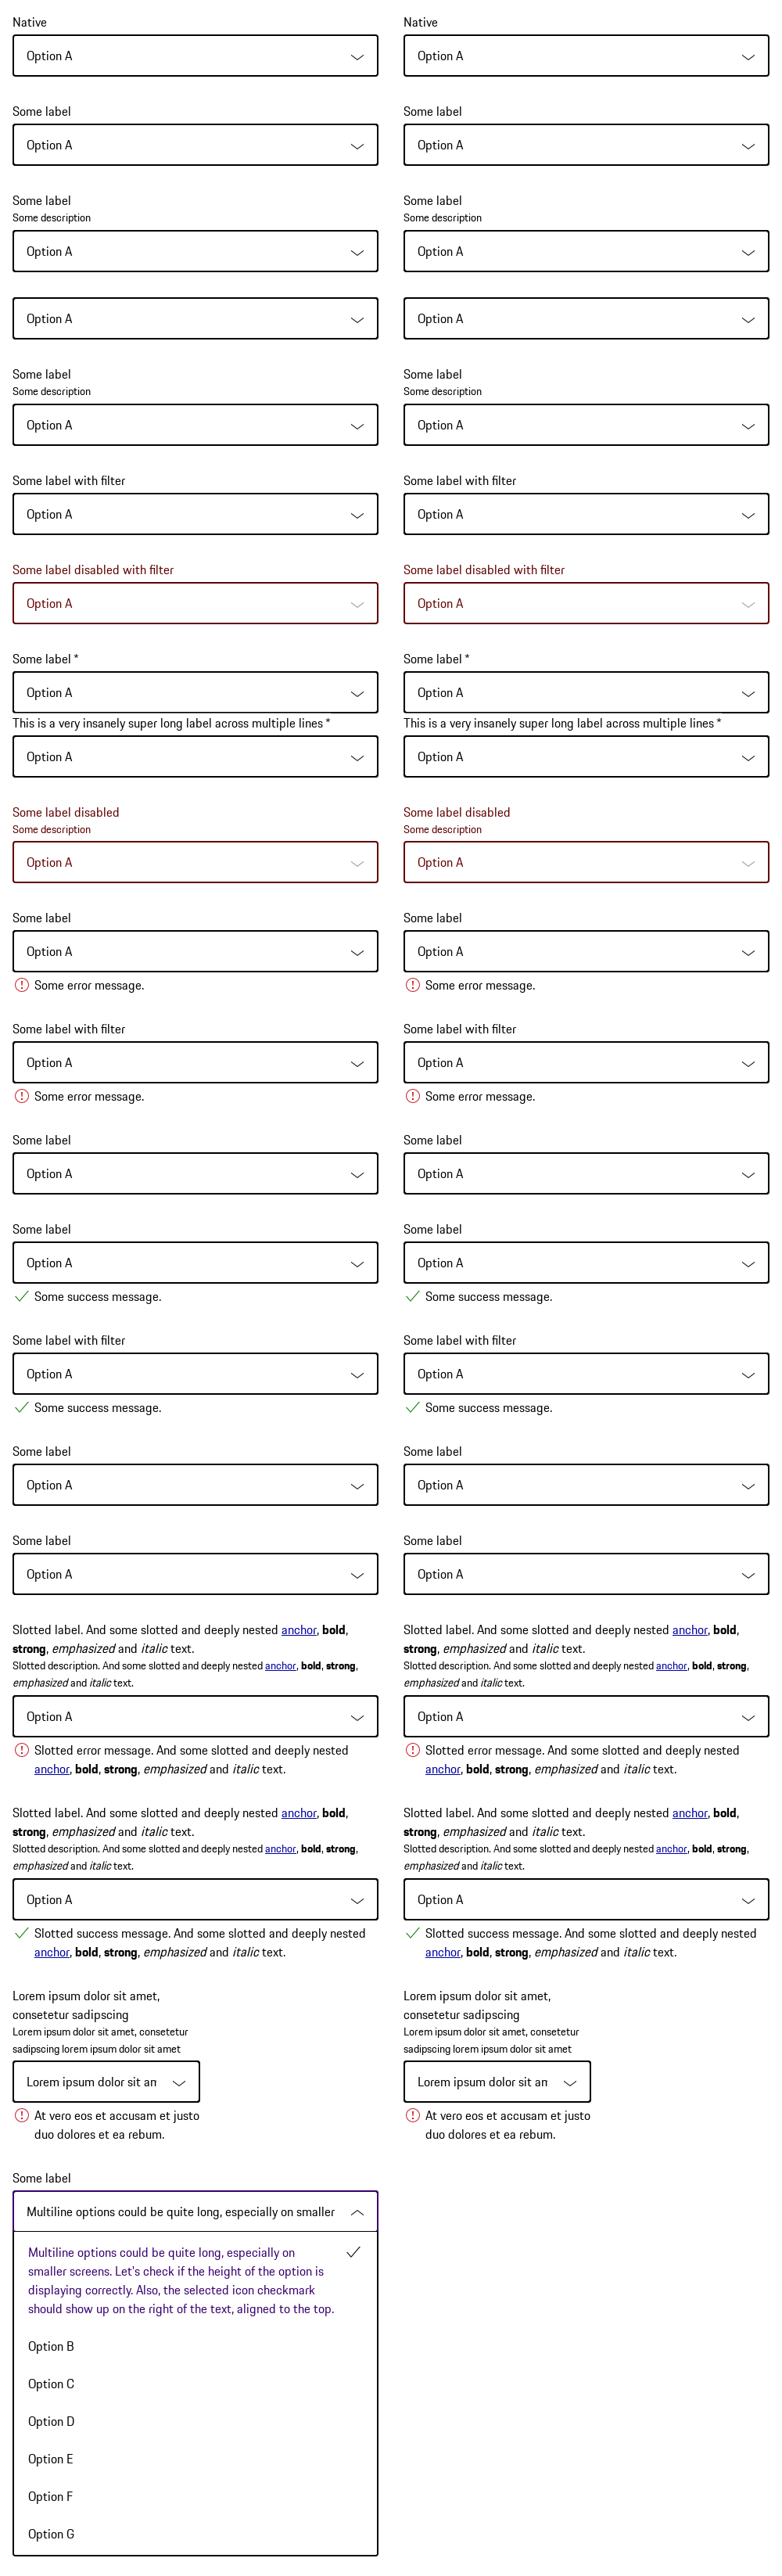 Native
Option A
Some label
Option A
Some label
Some description
Option A
Option A
Some label
Some description
Option A
Some label with filter
Option A
Some label disabled with filter
Option A
Some label *
Option A
This is a very insanely super long label across multiple lines *
Option A
Some label disabled
Some description
Option A
Some label
Option A
Some error message.
Some label with filter
Option A
Some error message.
Some label
Option A
Some label
Option A
Some success message.
Some label with filter
Option A
Some success message.
Some label
Option A
Some label
Option A
Slotted label. And some slotted and deeply nested anchor, bold,
strong, emphasized and italic text.
Slotted description. And some slotted and deeply nested anchor, bold, strong,
emphasized and italic text.
Option A
Slotted error message. And some slotted and deeply nested
anchor, bold, strong, emphasized and italic text.
Slotted label. And some slotted and deeply nested anchor, bold,
strong, emphasized and italic text.
Slotted description. And some slotted and deeply nested anchor, bold, strong,
emphasized and italic text.
Option A
Slotted success message. And some slotted and deeply nested
anchor, bold, strong, emphasized and italic text.
Lorem ipsum dolor sit amet,
consetetur sadipscing
Lorem ipsum dolor sit amet, consetetur
sadipscing lorem ipsum dolor sit amet
Lorem ipsum dolor sit am
At vero eos et accusam et justo
duo dolores et ea rebum.
Some label
Multiline options could be quite long, especially on smaller
Multiline options could be quite long, especially on
smaller screens. Let's check if the height of the option is
displaying correctly. Also, the selected icon checkmark
should show up on the right of the text, aligned to the top.
Option B
Option C
Option D
Option E
Option F
Option G
Native
Option A
Some label
Option A
Some label
Some description
Option A
Option A
Some label
Some description
Option A
Some label with filter
Option A
Some label disabled with filter
Option A
Some label *
Option A
This is a very insanely super long label across multiple lines *
Option A
Some label disabled
Some description
Option A
Some label
Option A
Some error message.
Some label with filter
Option A
Some error message.
Some label
Option A
Some label
Option A
Some success message.
Some label with filter
Option A
Some success message.
Some label
Option A
Some label
Option A
Slotted label. And some slotted and deeply nested anchor, bold,
strong, emphasized and italic text.
Slotted description. And some slotted and deeply nested anchor, bold, strong,
emphasized and italic text.
Option A
Slotted error message. And some slotted and deeply nested
anchor, bold, strong, emphasized and italic text.
Slotted label. And some slotted and deeply nested anchor, bold,
strong, emphasized and italic text.
Slotted description. And some slotted and deeply nested anchor, bold, strong,
emphasized and italic text.
Option A
Slotted success message. And some slotted and deeply nested
anchor, bold, strong, emphasized and italic text.
Lorem ipsum dolor sit amet,
consetetur sadipscing
Lorem ipsum dolor sit amet, consetetur
sadipscing lorem ipsum dolor sit amet
Lorem ipsum dolor sit am
At vero eos et accusam et justo
duo dolores et ea rebum.